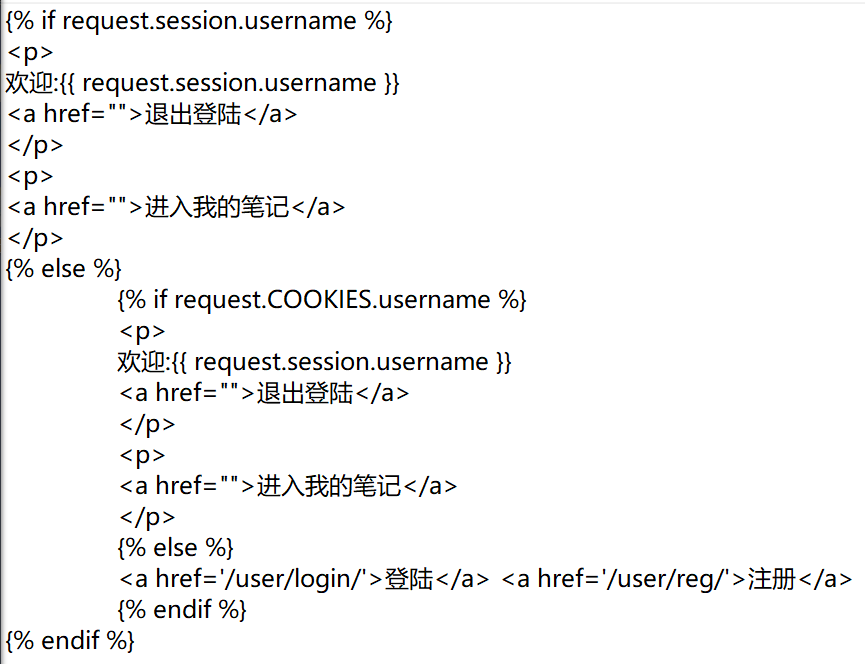 {% if request.session.username %}
<p>
欢迎:{{ request.session.username }}
<a href="">退出登陆</a>
</p>
<p>
<a href="">进入我的笔记</a>
</p>
{% else %}
{% if request.COOKIES.username %}
<p>
欢迎:{{ request.session.username }}
<a href="">退出登陆</a>
</p>
<p>
<a href="">进入我的笔记</a>
</p>
{% else %}
<a href='/user/login/'>登陆</a> <a href='/user/reg/'>注册</a>
{% endif %}
{% endif %}